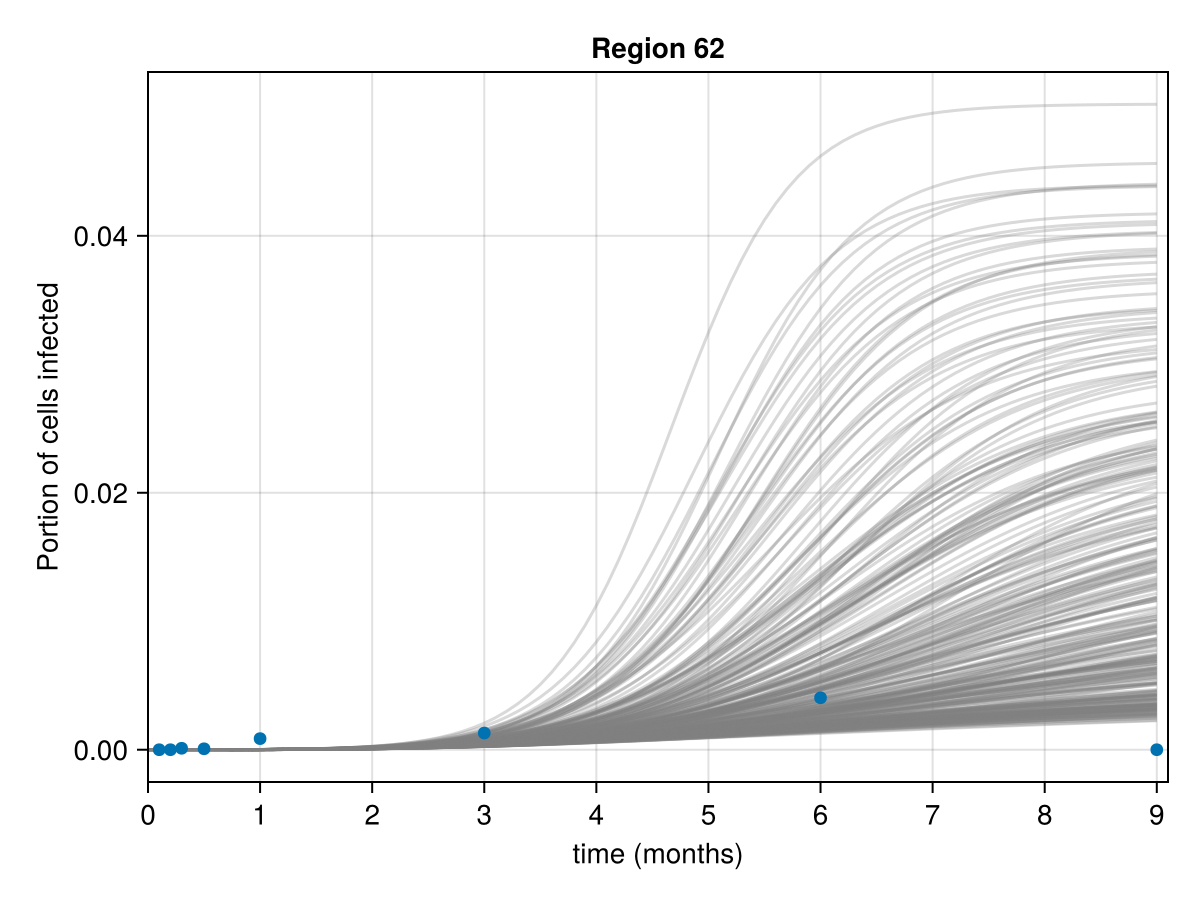 Region 62
Portion of cells infected
0.04
0.02
0.00
0 1 2 3 4 5 6 7 8 9
time (months)